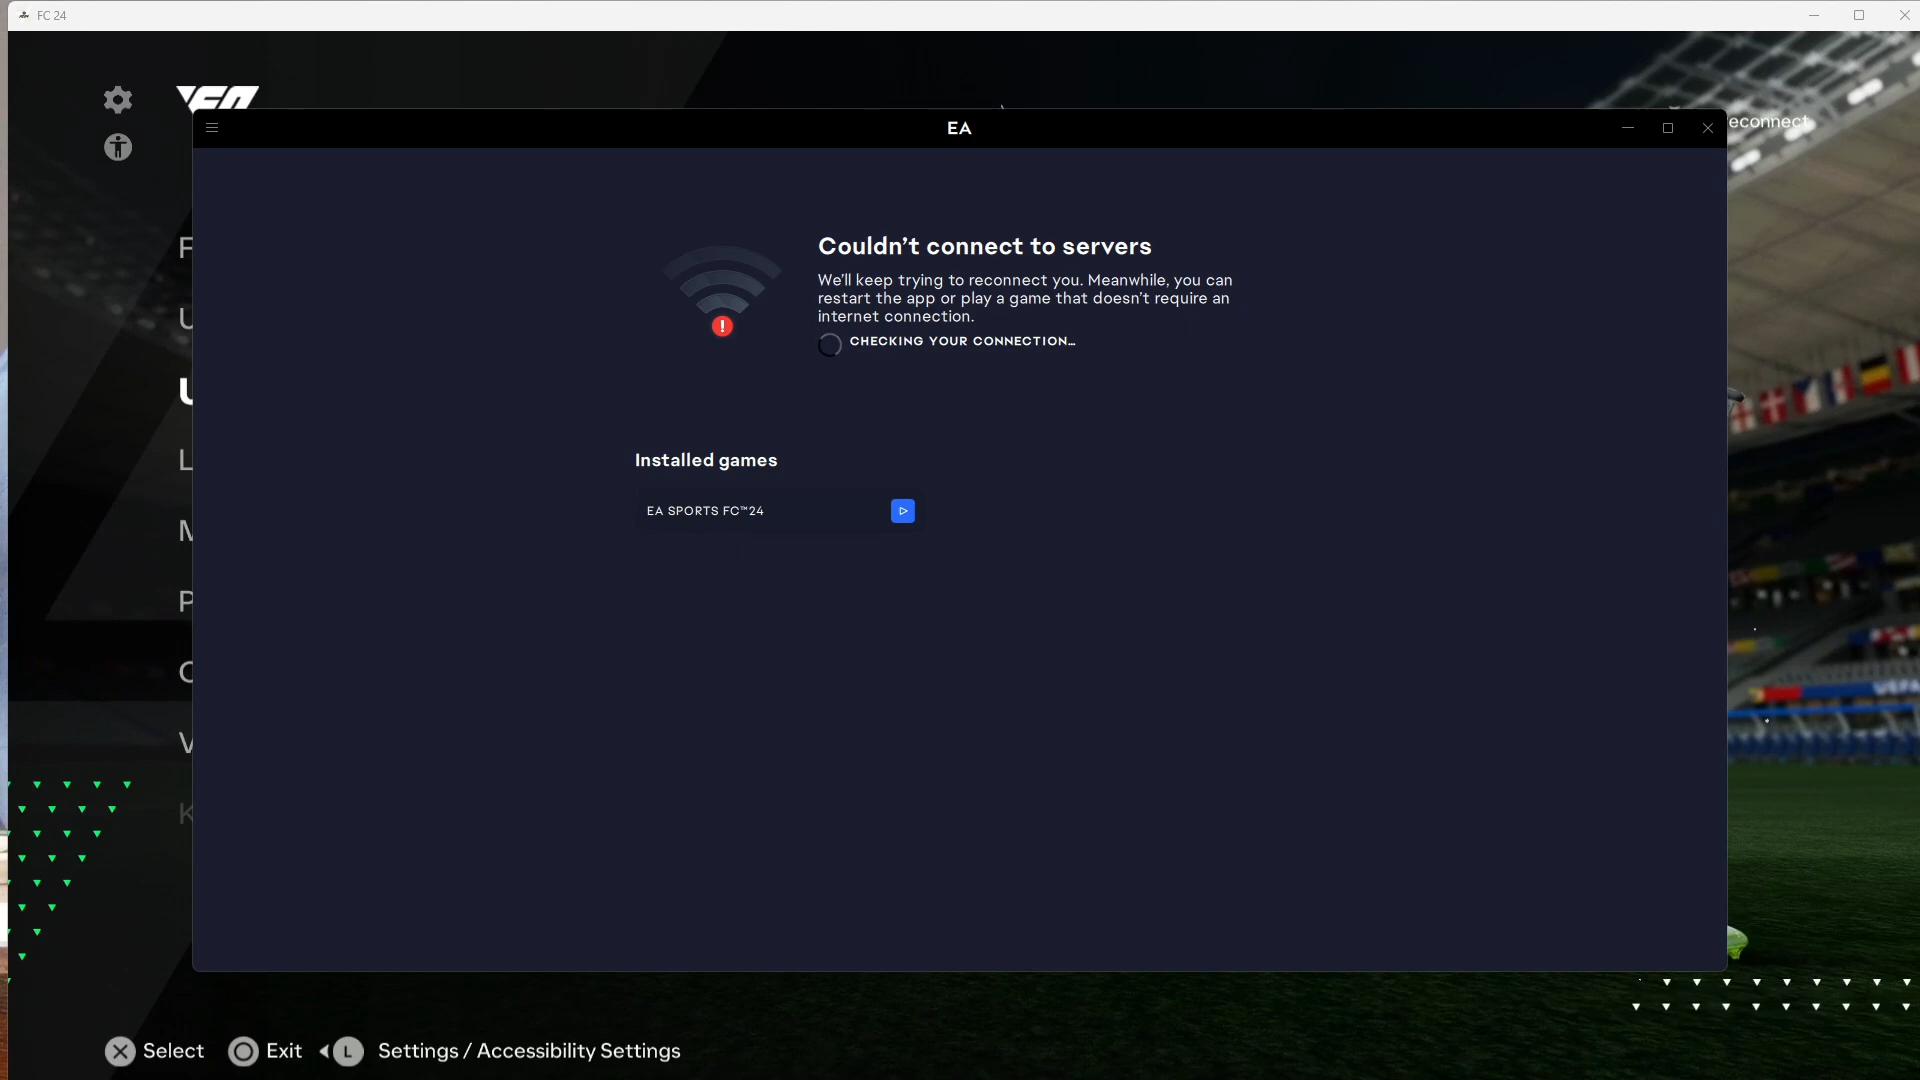 FC 24
EA
econnect
Couldn't connect to servers
We'll keep trying to reconnect you. Meanwhile, you can
restart the app or play a game that doesn't require an
internet connection.
CHECKING YOUR CONNECTION...
Installed games
EA SPORTS FC™24
F
U
U
L
M
P
V
K
UEFA
Select
Exit
L
Settings / Accessibility Settings